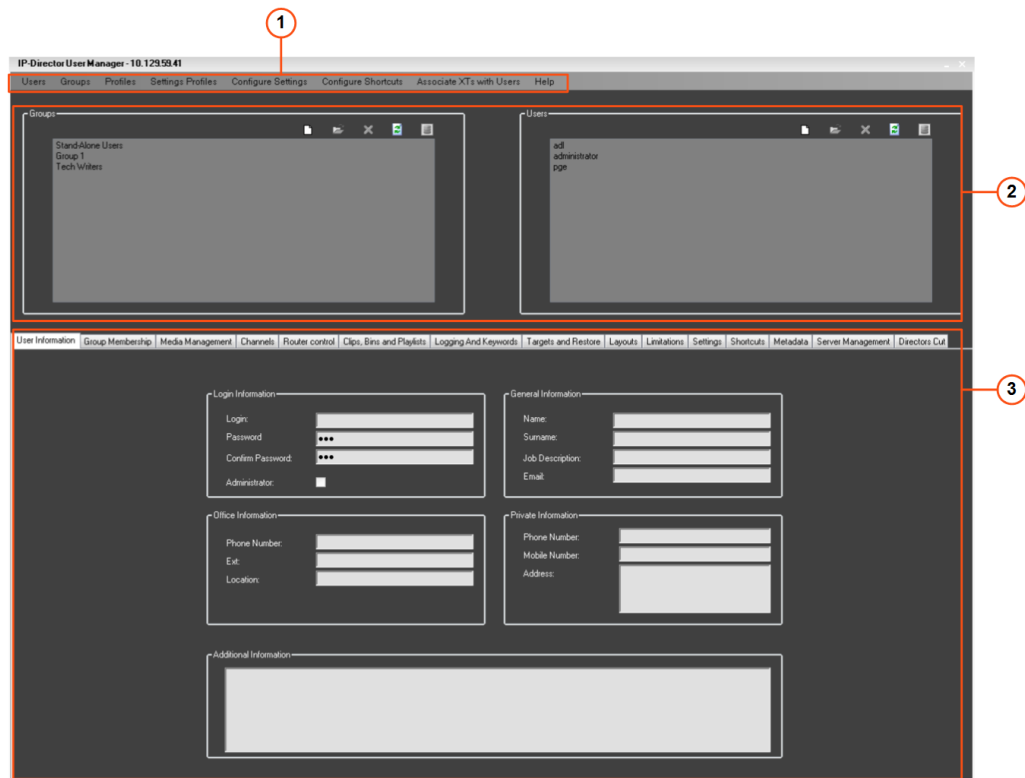 1
IP-Director User Manager - 10.129.59.41
Users Groups Profiles Settings Profiles Configure Settings Configure Shortcuts Associate XTs with Users Help
Groups
Stand-Alone Users
Group 1
Tech Writers
Users
adl
administrator
pge
2
User Information Group Membership Media Management Channels Router control Clips, Bins and Playlists Logging And Keywords Targets and Restore Layouts Limitations Settings Shortcuts Metadata Server Management Directors Cut
3
Login Information
Login:
Password
Confirm Password:
Administrator:
General Information
Name:
Surname:
Job Description:
Email:
Office Information
Phone Number:
Ext:
Location:
Private Information
Phone Number:
Mobile Number:
Address:
Additional Information